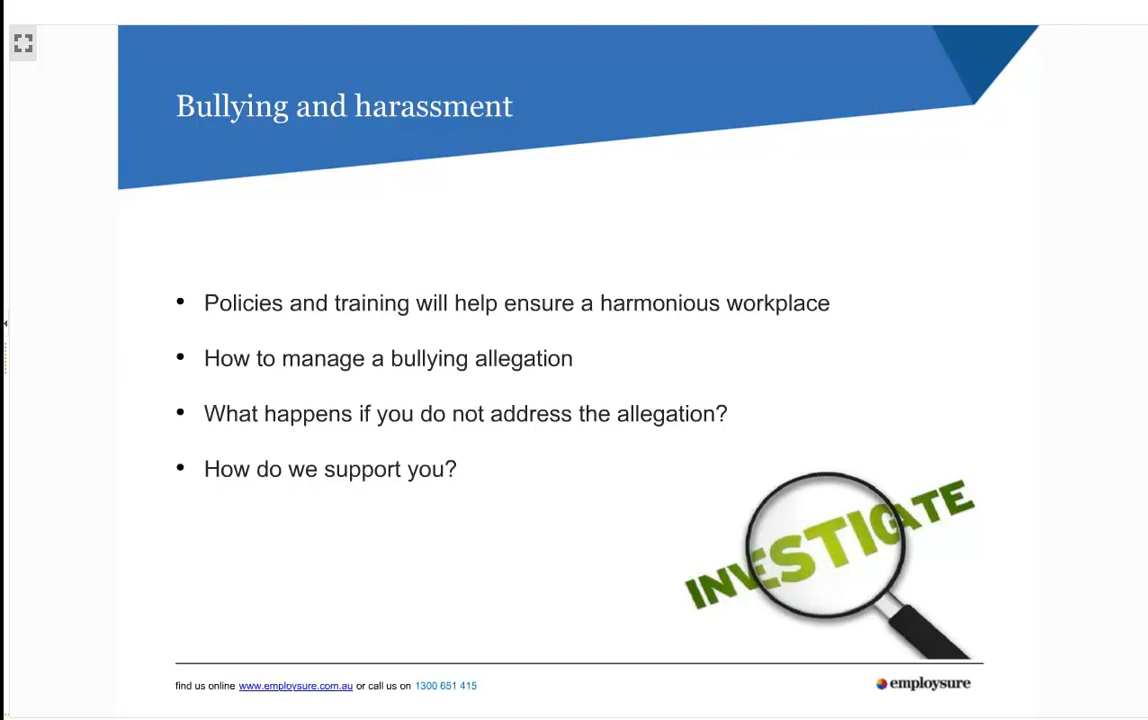 Bullying and harassment
• Policies and training will help ensure a harmonious workplace
• How to manage a bullying allegation
• What happens if you do not address the allegation?
• How do we support you?
INVESTIGATE
find us online www.employsure.com.au or call us on 1300 651 415
employsure